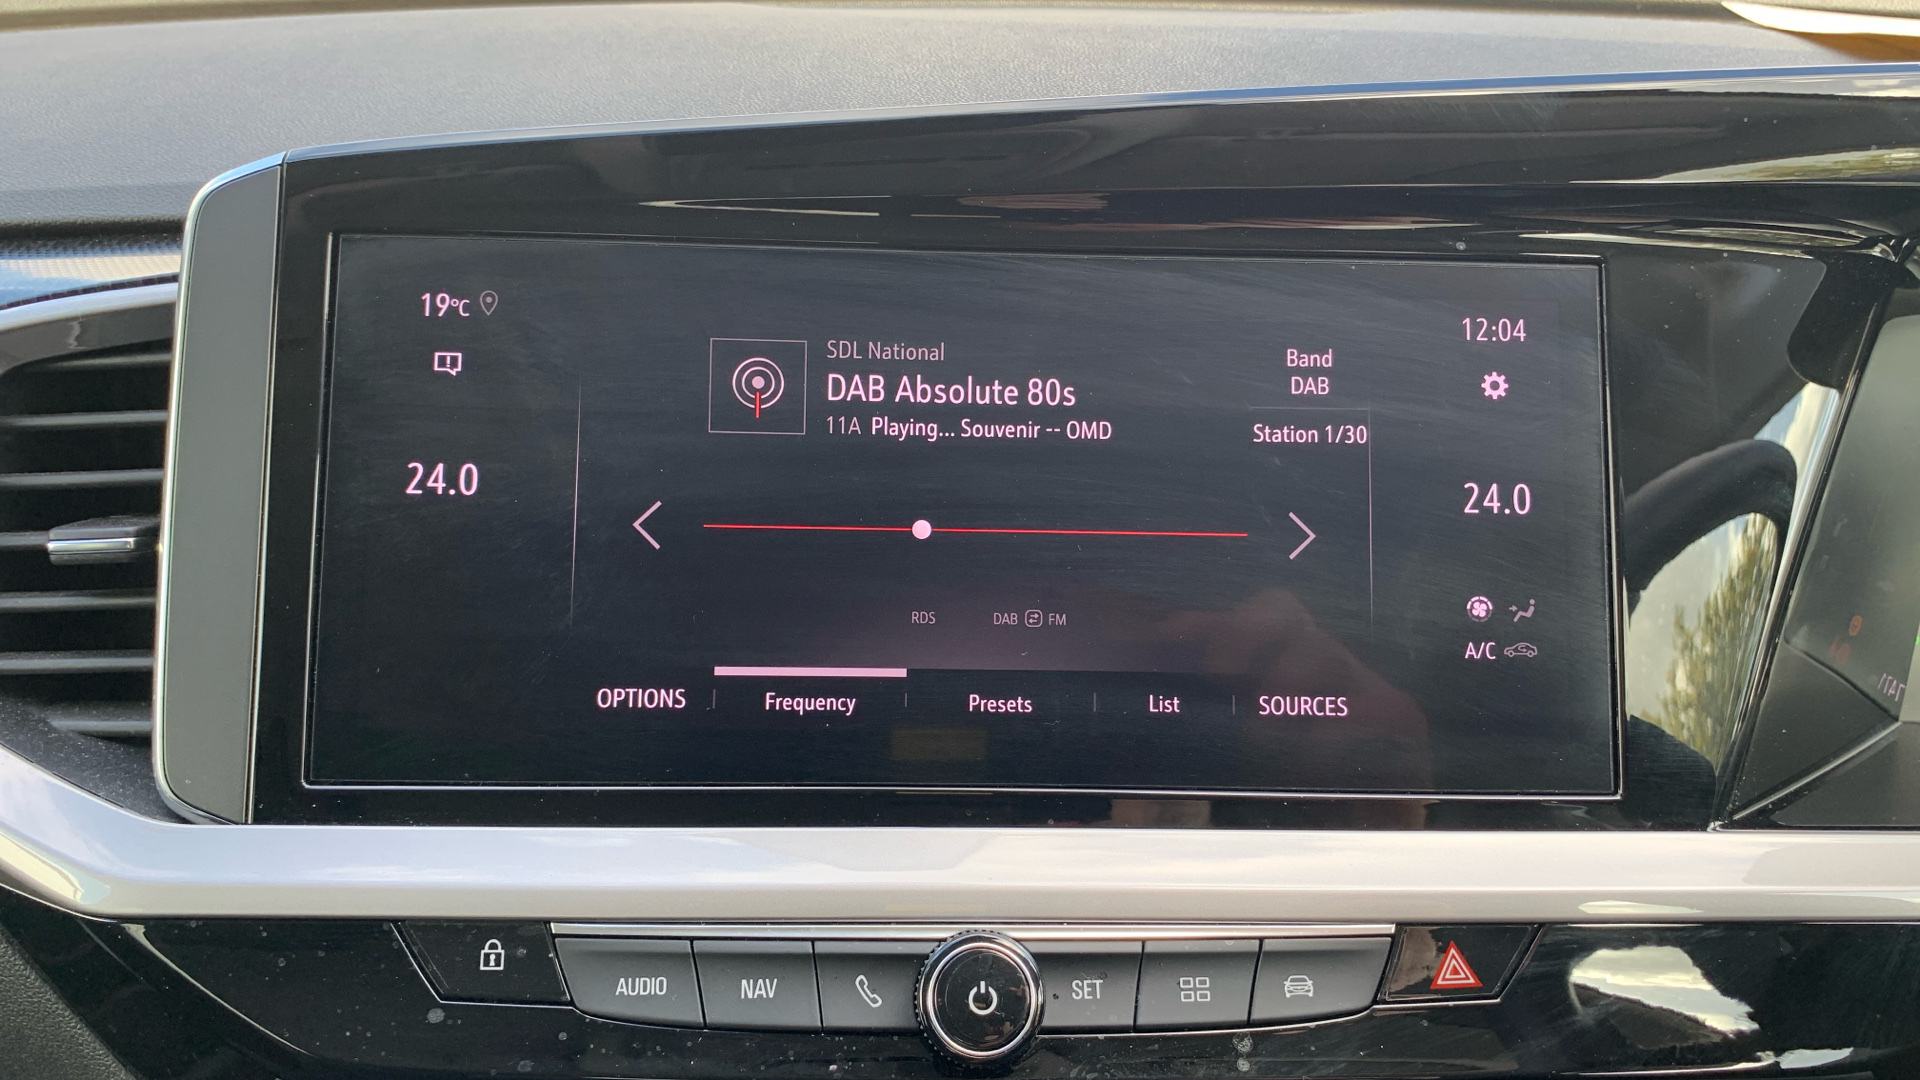 19°C
12:04
SDL National
DAB Absolute 80s
11A Playing... Souvenir -- OMD
Band
DAB
Station 1/30
24.0
24.0
RDS
DAB FM
A/C
OPTIONS
Frequency
Presets
List
SOURCES
AUDIO
NAV
SET